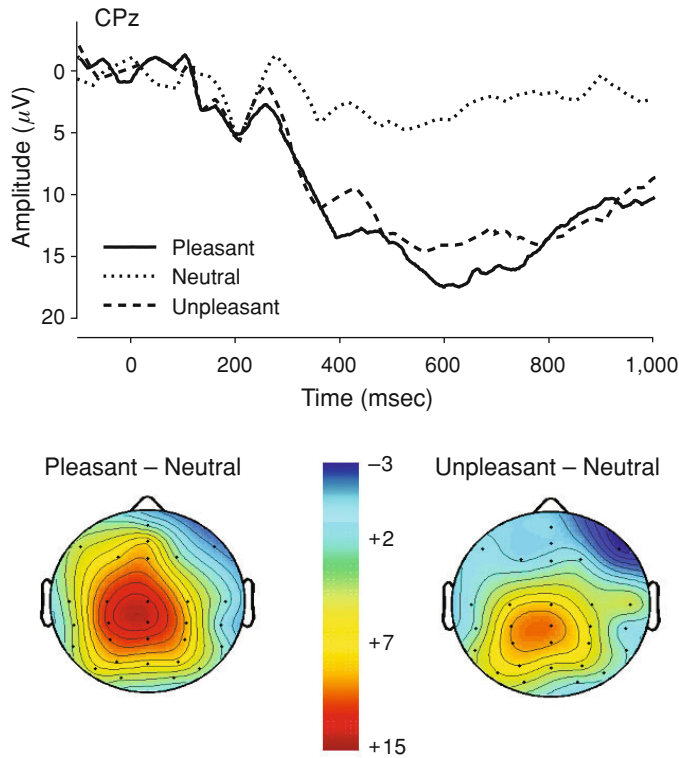 CPz
0
5
10
15
20
Amplitude (μV)
Pleasant
Neutral
Unpleasant
0 200 400 600 800 1,000
Time (msec)
Pleasant – Neutral
Unpleasant – Neutral
–3
+2
+7
+15